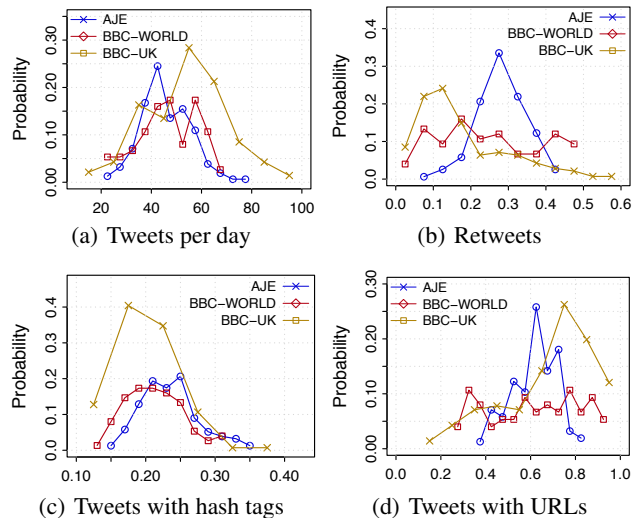 AJE
BBC−WORLD
BBC−UK
Probability
0.00 0.10 0.20 0.30
20 40 60 80 100
(a) Tweets per day
AJE
BBC−WORLD
BBC−UK
Probability
0.0 0.1 0.2 0.3 0.4
0.0 0.1 0.2 0.3 0.4 0.5 0.6
(b) Retweets
AJE
BBC−WORLD
BBC−UK
Probability
0.0 0.1 0.2 0.3 0.4
0.10 0.20 0.30 0.40
(c) Tweets with hash tags
AJE
BBC−WORLD
BBC−UK
Probability
0.00 0.10 0.20 0.30
0.0 0.2 0.4 0.6 0.8 1.0
(d) Tweets with URLs